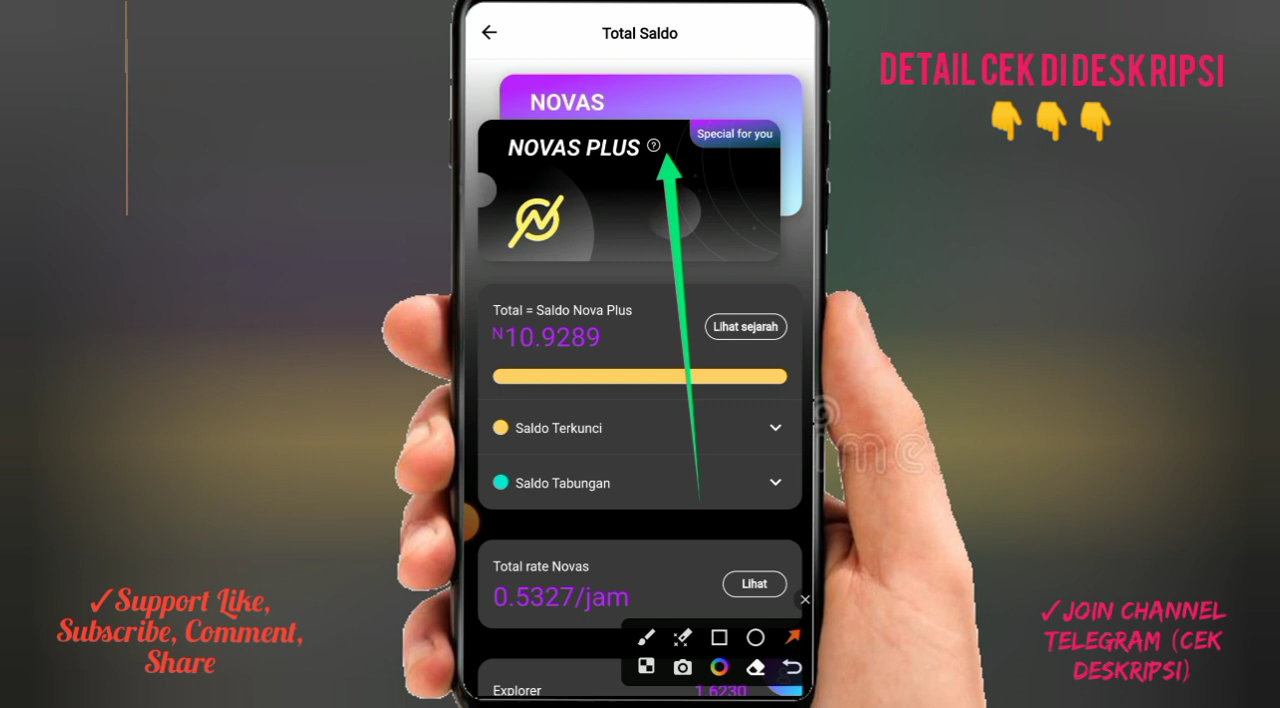 Total Saldo
DETAIL CEK DI DESKRIPSI
NOVAS
Special for you
NOVAS PLUS
Total = Saldo Nova Plus
N10.9289
Lihat sejarah
Saldo Terkunci
Saldo Tabungan
Total rate Novas
0.5327/jam
Lihat
✓Support Like,
Subscribe, Comment,
Share
✓JOIN CHANNEL
TELEGRAM (CEK
DESKRIPSI)
Explorer
1.6230